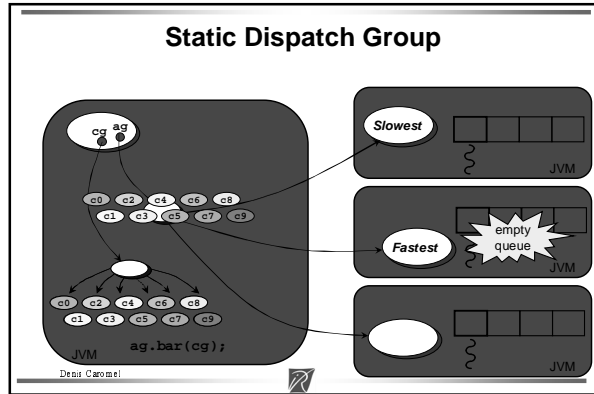 Static Dispatch Group
cg ag
c0 c2 c4 c6 c8
c1 c3 c5 c7 c9
c0 c2 c4 c6 c8
c1 c3 c5 c7 c9
JVM
ag.bar(cg);
Slowest
JVM
Fastest
empty
queue
JVM
JVM
Denis Caromel